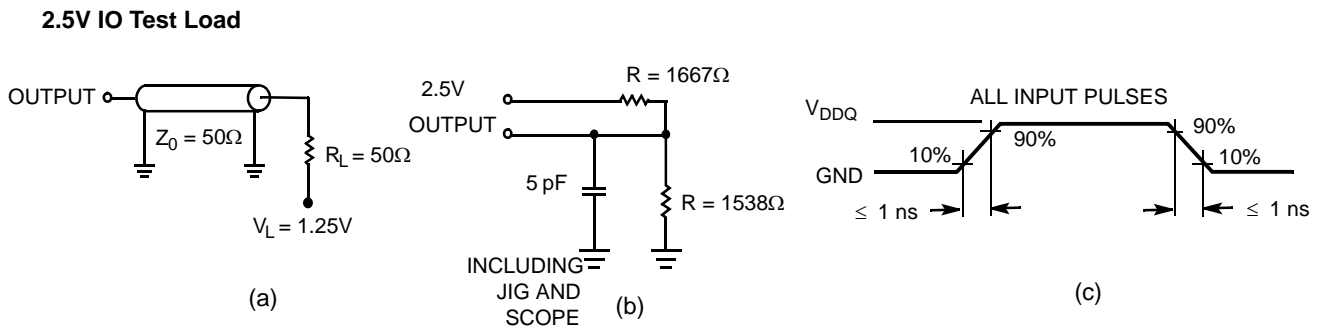 2.5V IO Test Load
OUTPUT
Z0 = 50Ω
RL = 50Ω
VL = 1.25V
(a)
2.5V
OUTPUT
R = 1667Ω
5 pF
R = 1538Ω
INCLUDING
JIG AND
SCOPE
(b)
VDDQ
GND
ALL INPUT PULSES
10%
90%
90%
10%
≤ 1 ns
≤ 1 ns
(c)